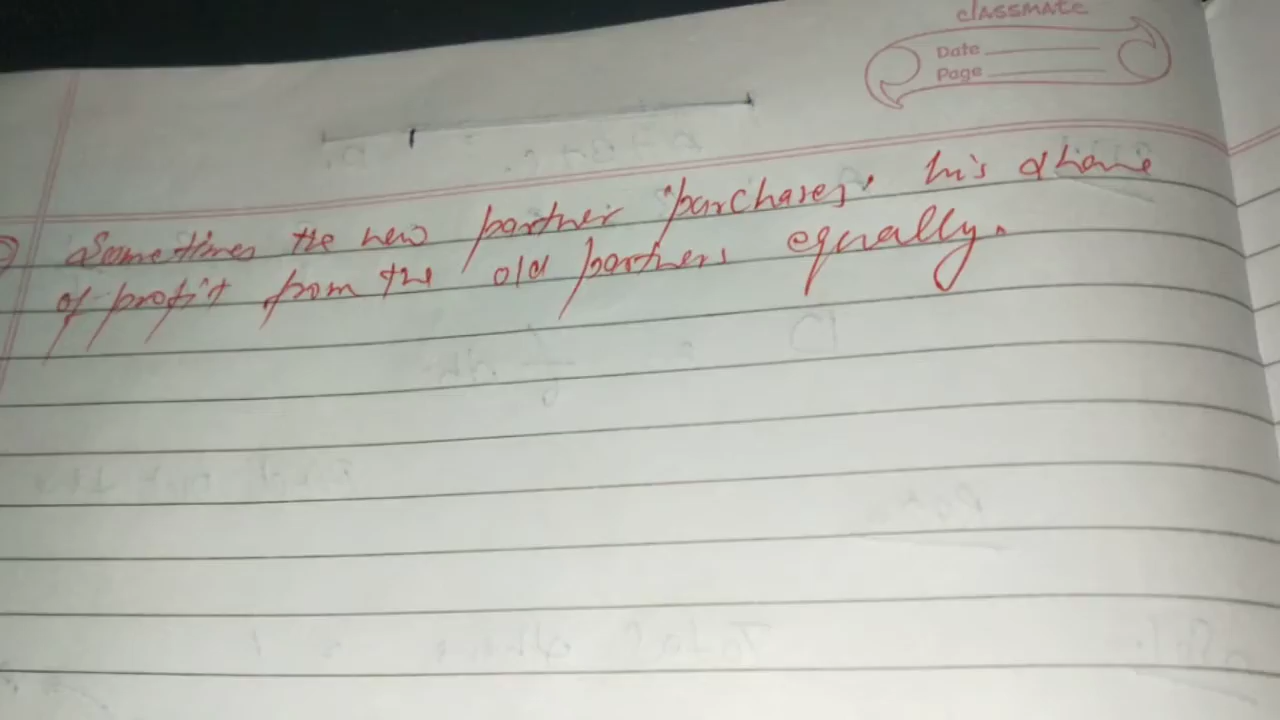 classmate
Date
Page
Sometimes the new partner "purchases" his share
of profit from the old partners equally.